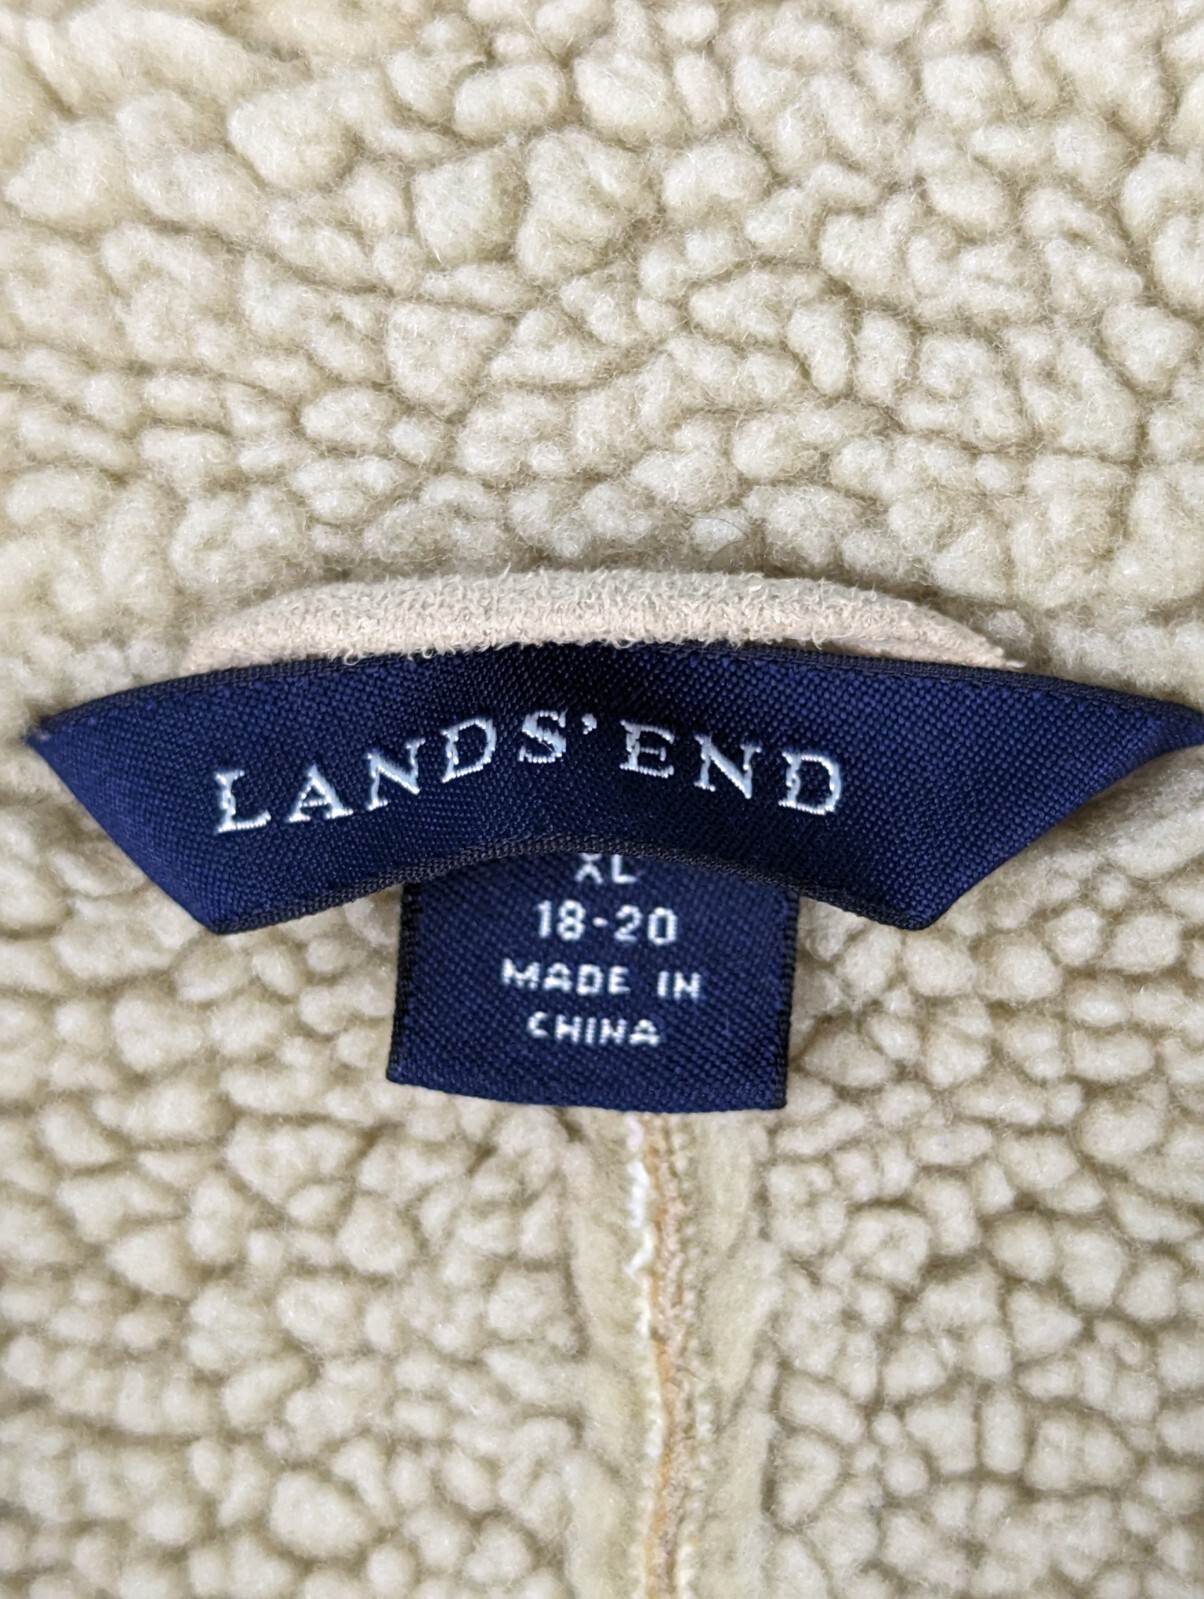 LANDS' END
XL
18-20
MADE IN
CHINA